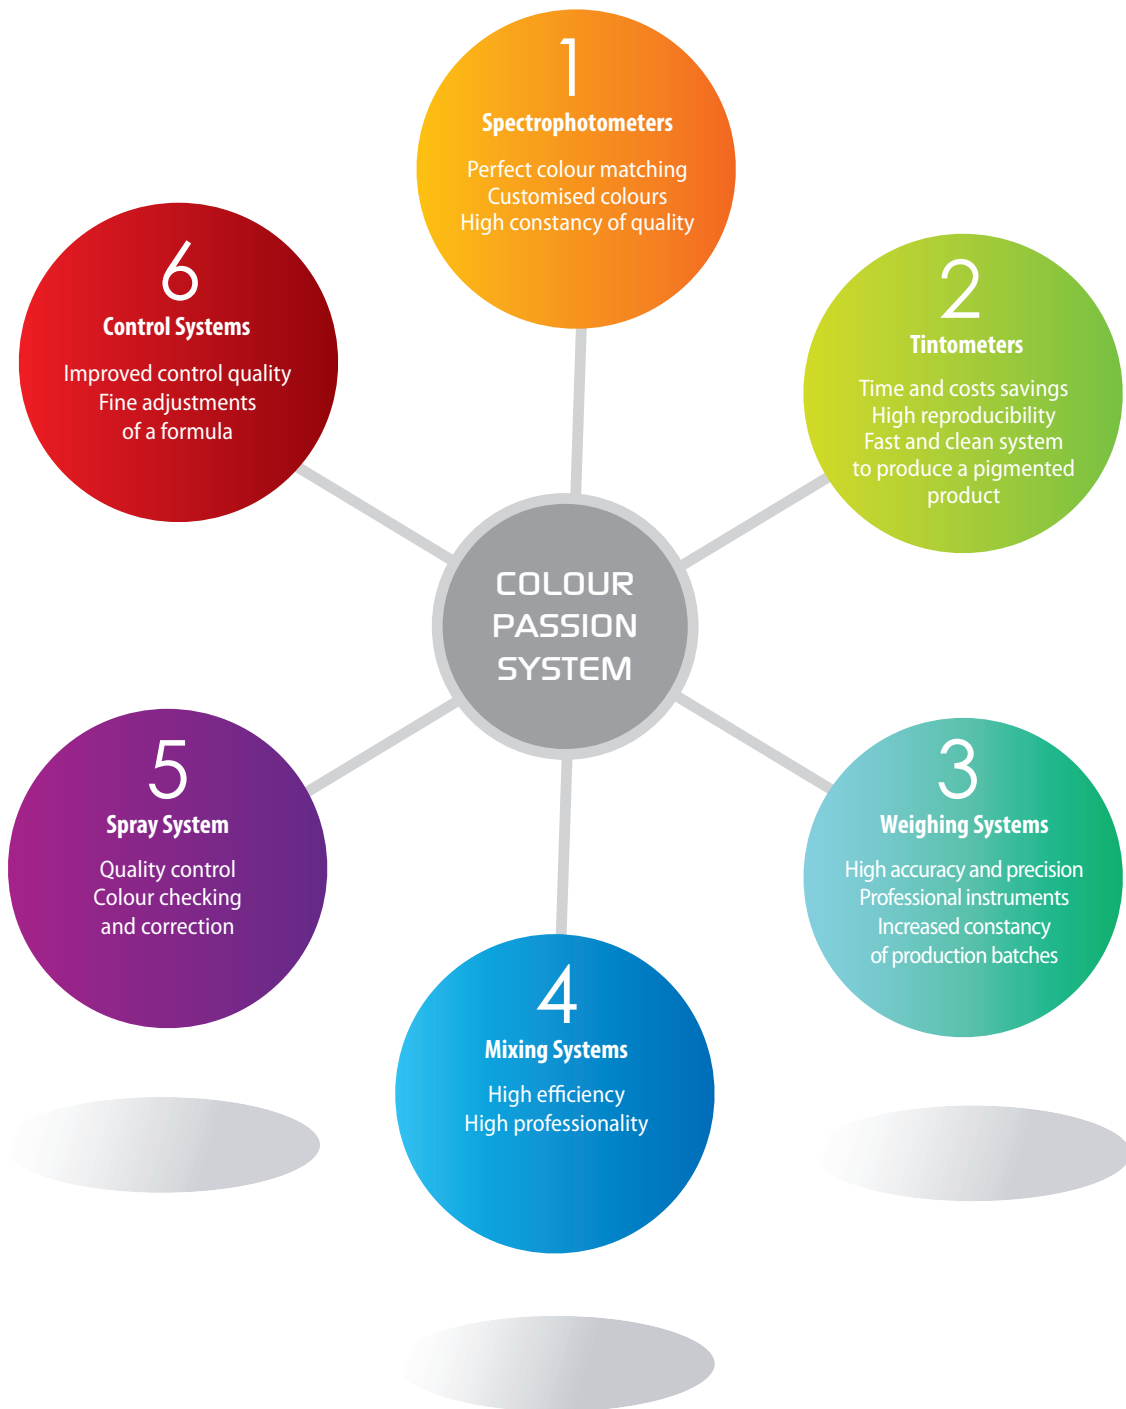 1
Spectrophotometers
Perfect colour matching
Customised colours
High constancy of quality
2
Tintometers
Time and costs savings
High reproducibility
Fast and clean system
to produce a pigmented
product
3
Weighing Systems
High accuracy and precision
Professional instruments
Increased constancy
of production batches
4
Mixing Systems
High efficiency
High professionality
5
Spray System
Quality control
Colour checking
and correction
6
Control Systems
Improved control quality
Fine adjustments
of a formula
COLOUR
PASSION
SYSTEM